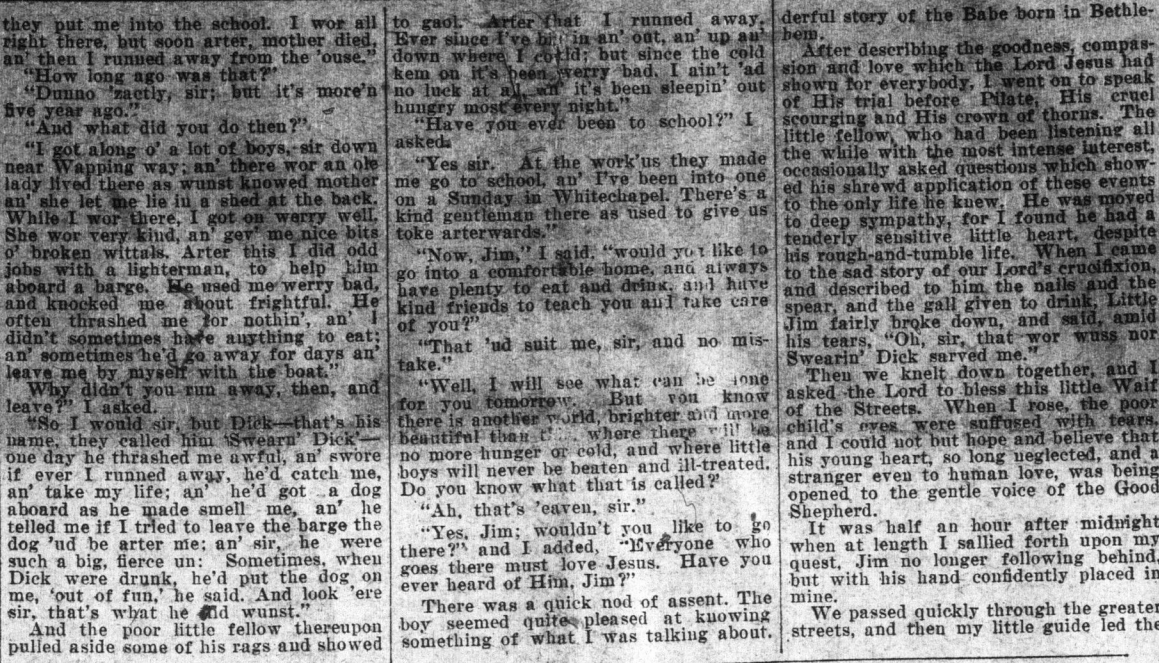 they put me into the school. I wor all
right there, but soon arter, mother died,
an' then I runned away from the 'ouse."
"How long ago was that?"
"Dunno 'zactly, sir; but it's more'n
five year ago."
"And what did you do then?"
"I got along o' a lot of boys, sir down
near Wapping way; an' there wor an ole
lady lived there as wunst knowed mother
an' she let me lie in a shed at the back.
While I wor there, I got on werry well.
She wor very kind, an' gev' me nice bits
o' broken wittals. Arter this I did odd
jobs with a lighterman, to help him
aboard a barge. He used me werry bad,
and knocked me about frightful. He
often thrashed me for nothin', an' I
didn't sometimes have anything to eat;
an' sometimes he'd go away for days an'
leave me by myself with the boat."
Why didn't you run away, then, and
leave?" I asked.
"So I would sir, but Dick—that's his
name, they called him 'Swearn' Dick'—
one day he thrashed me awful, an' swore
if ever I runned away, he'd catch me,
an' take my life; an' he'd got a dog
aboard as he made smell me, an' he
told me if I tried to leave the barge the
dog 'ud be arter me: an' sir, he were
such a big, fierce un: Sometimes, when
Dick were drunk, he'd put the dog on
me, 'out of fun,' he said. And look 'ere
sir, that's what he did wunst."
And the poor little fellow thereupon
pulled aside some of his rags and showed
to gaol. Arter that I runned away.
Ever since I've in an' out, an' up an'
down where I could; but since the cold
kem on it's been werry bad. I ain't 'ad
no luck at all, an' it's been sleepin' out
hungry most every night."
"Have you ever been to school?" I
asked.
"Yes sir. At the work'us they made
me go to school, an' I've been into one
on a Sunday in Whitechapel. There's a
kind gentleman there as used to give us
toke arterwards."
"Now, Jim," I said, "would you like to
go into a comfortable home, and always
have plenty to eat and drink, and have
kind friends to teach you and take care
of you?"
"That 'ud suit me, sir, and no mis-
take."
"Well, I will see what can be done
for you tomorrow. But you know
there is another world, brighter and more
beautiful than where there will be
no more hunger or cold, and where little
boys will never be beaten and ill-treated.
Do you know what that is called?"
"Ah, that's 'eaven, sir."
"Yes, Jim; wouldn't you like to go
there?" and I added, "Everyone who
goes there must love Jesus. Have you
ever heard of Him, Jim?"
There was a quick nod of assent. The
boy seemed quite pleased at knowing
something of what I was talking about.
derful story of the Babe born in Bethle-
hem.
After describing the goodness, compas-
sion and love which the Lord Jesus had
shown for everybody, I went on to speak
of His trial before Pilate, His cruel
scourging and His crown of thorns. The
little fellow, who had been listening all
the while with the most intense interest,
occasionally asked questions which show-
ed his shrewd application of these events
to the only life he knew. He was moved
to deep sympathy, for I found he had a
tenderly sensitive little heart, despite
his rough-and-tumble life. When I came
to the sad story of our Lord's crucifixion,
and described to him the nails and the
spear, and the gall given to drink, Little
Jim fairly broke down, and said, amid
his tears, "Oh, sir, that wor wuss nor
Swearin' Dick sarved me."
Then we knelt down together, and I
asked the Lord to bless this little Waif
of the Streets. When I rose, the poor
child's eyes were suffused with tears,
and I could not but hope and believe that
his young heart, so long neglected, and a
stranger even to human love, was being
opened to the gentle voice of the Good
Shepherd.
It was half an hour after midnight
when at length I sallied forth upon my
quest, Jim no longer following behind,
but with his hand confidently placed in
mine.
We passed quickly through the greater
streets, and then my little guide led the